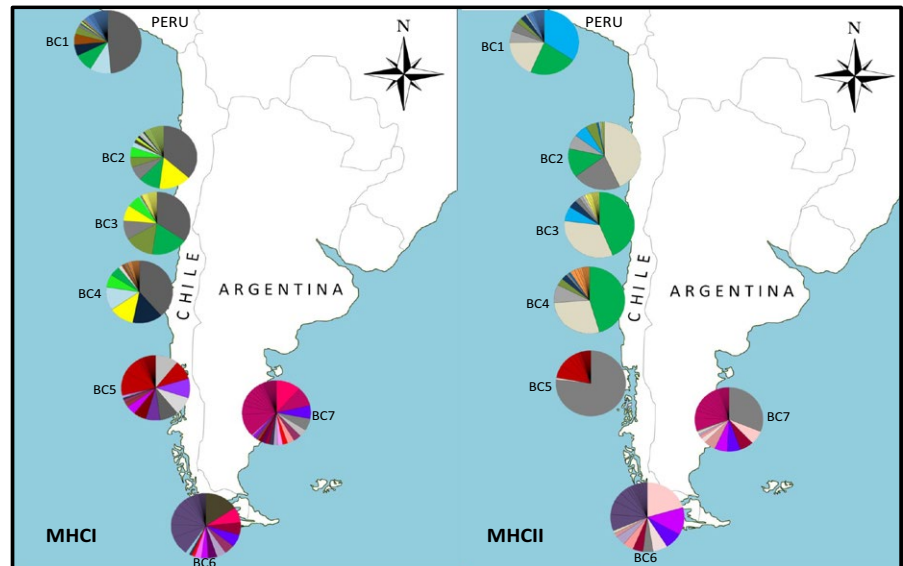 PERU
N
BC1
BC2
BC3
BC4
CHILE
ARGENTINA
BC5
BC7
MHCI
BC6
PERU
N
BC1
BC2
BC3
BC4
CHILE
ARGENTINA
BC5
BC7
MHCII
BC6